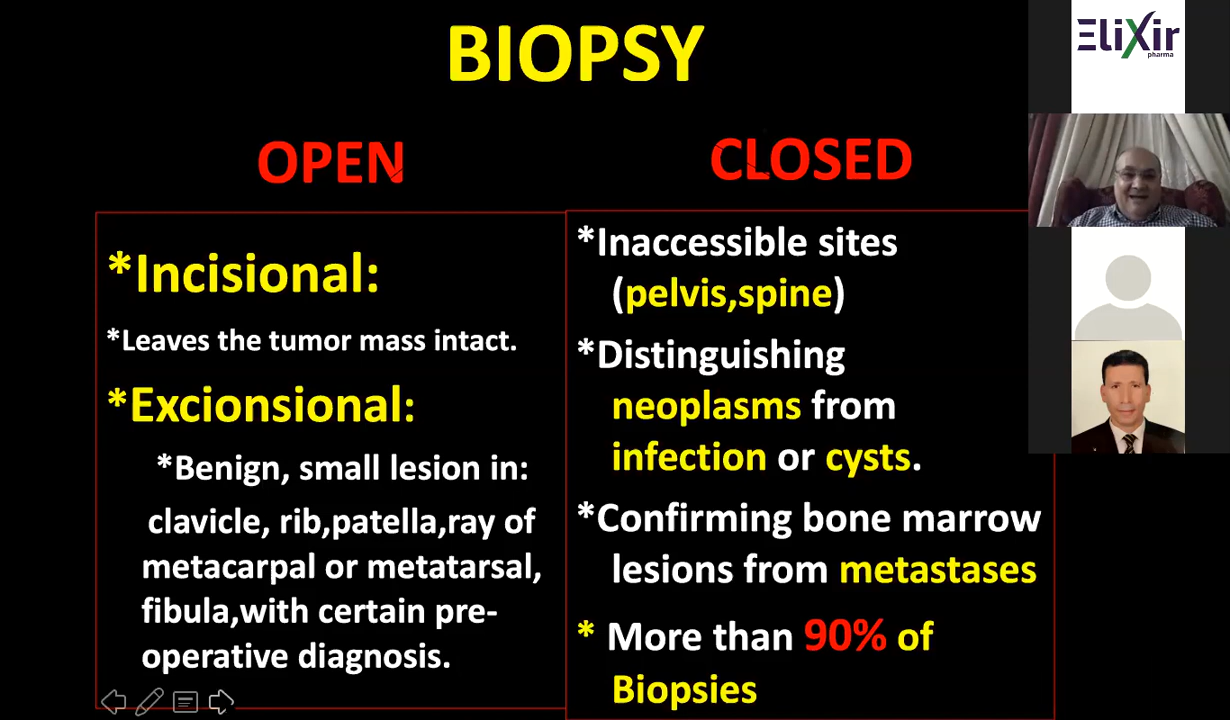 BIOPSY
OPEN
*Incisional:
*Leaves the tumor mass intact.
*Excionsional:
*Benign, small lesion in:
clavicle, rib,patella,ray of
metacarpal or metatarsal,
fibula,with certain pre-
operative diagnosis.
CLOSED
*Inaccessible sites
(pelvis,spine)
*Distinguishing
neoplasms from
infection or cysts.
*Confirming bone marrow
lesions from metastases
* More than 90% of
Biopsies
EliXir
pharma